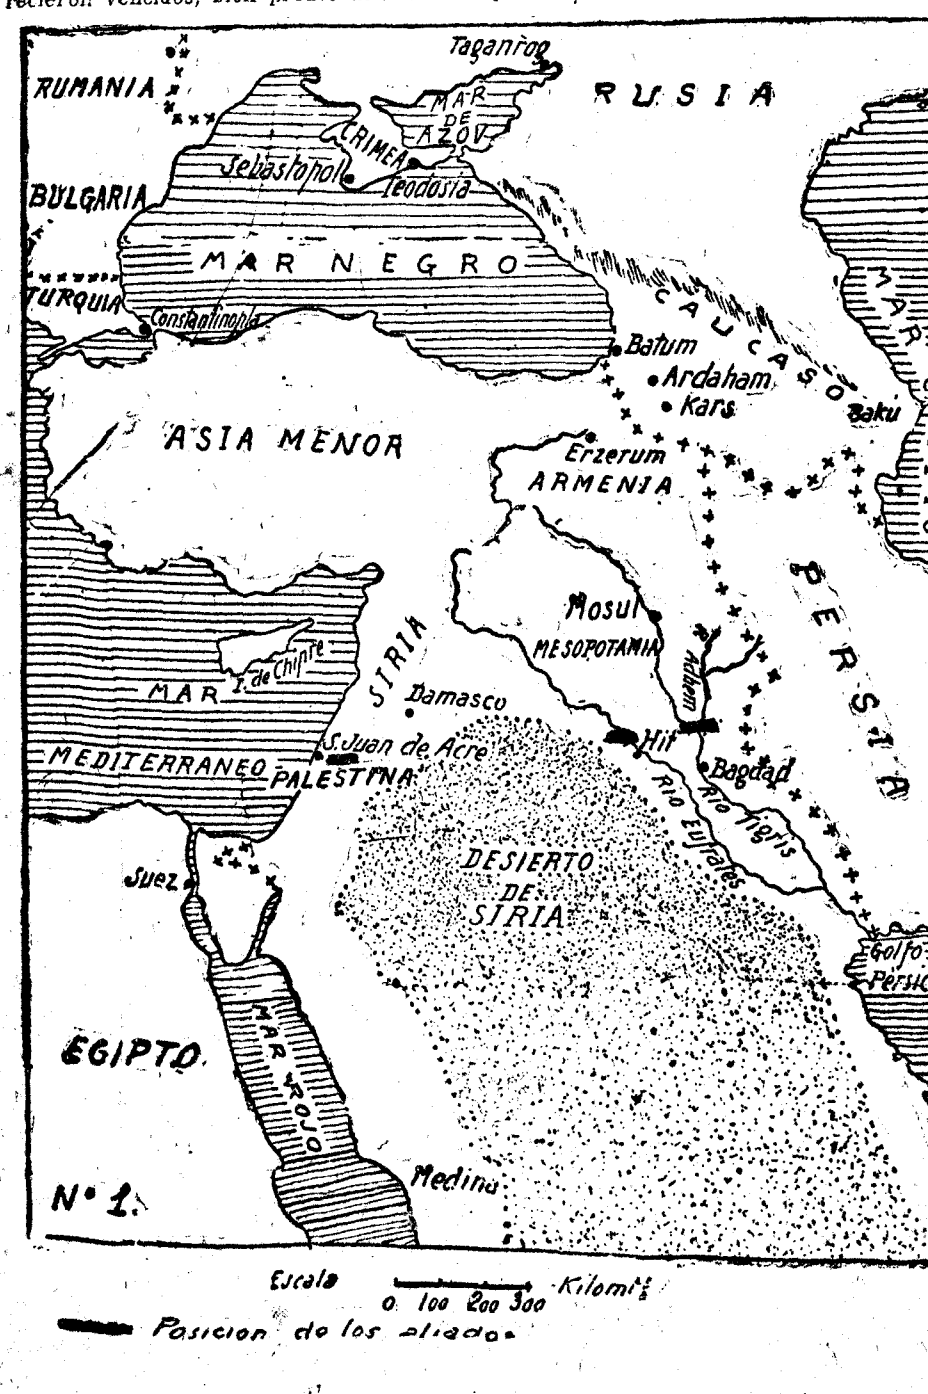 RUMANIA
Taganrog
RUSIA
MAR
DE
AZOV
CRIMEA
Sebastopol
Teodosia
BULGARIA
MAR NEGRO
TURQUIA
Constantinopla
CAUCASO
MAR
Batum
Ardaham
Kars
Baku
ASIA MENOR
Erzerum
ARMENIA
PERSIA
Mosul
MESOPOTAMIA
Adhem
SIRIA
I. de Chipre
MAR
MEDITERRANEO
Damasco
S. Juan de Acre
PALESTINA
Hit
Bagdad
RIO Tigris
RIO Eufrates
DESIERTO
DE
SIRIA
Suez
Golfo
Persic
EGIPTO.
MAR ROJO
Medina
Nº 1.
Escala
0 100 200 300
Posicion de los aliados